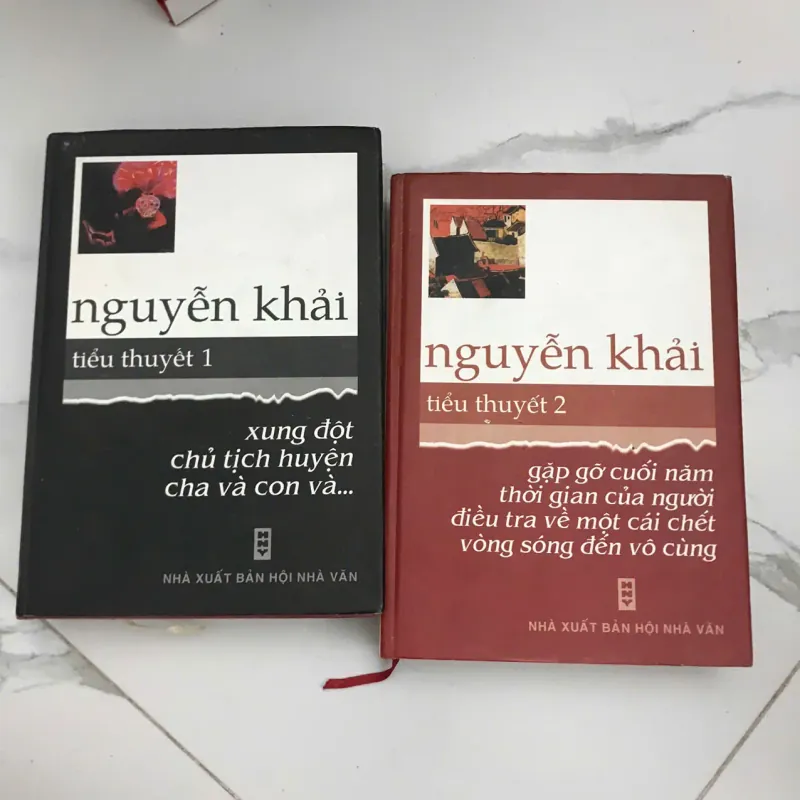 nguyễn khải
tiểu thuyết 1
xung đột
chủ tịch huyện
cha và con và...
HNV
NHÀ XUẤT BẢN HỘI NHÀ VĂN
nguyễn khải
tiểu thuyết 2
gặp gỡ cuối năm
thời gian của người
điều tra về một cái chết
vòng sóng đến vô cùng
HNV
NHÀ XUẤT BẢN HỘI NHÀ VĂN